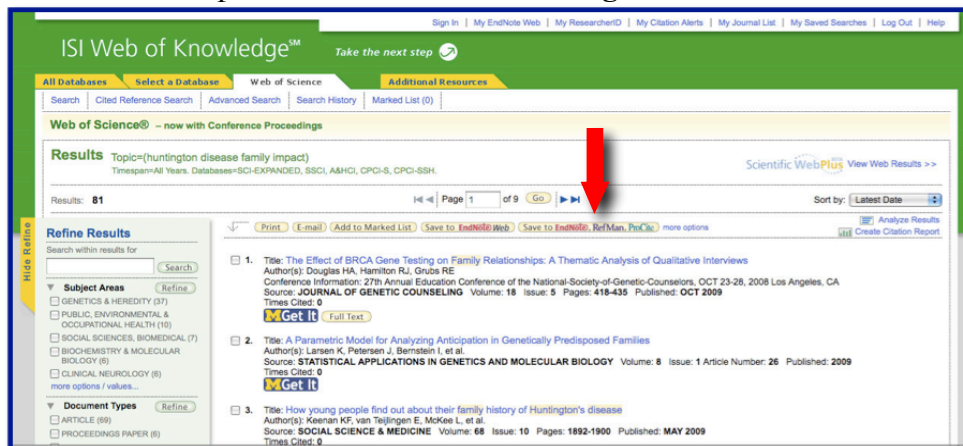 Sign In | My EndNote Web | My ResearcherID | My Citation Alerts | My Journal List | My Saved Searches | Log Out | Help
ISI Web of Knowledge℠ Take the next step
All Databases Select a Database Web of Science Additional Resources
Search Cited Reference Search Advanced Search Search History Marked List (0)
Web of Science® – now with Conference Proceedings
Results Topic=(huntington disease family impact)
Timespan=All Years. Databases=SCI-EXPANDED, SSCI, A&HCI, CPCI-S, CPCI-SSH.
Scientific WebPlus View Web Results >>
Results: 81 Page 1 of 9 Go Sort by: Latest Date
Hide Refine
Refine Results
Search within results for
Search
Subject Areas Refine
GENETICS & HEREDITY (37)
PUBLIC, ENVIRONMENTAL & OCCUPATIONAL HEALTH (10)
SOCIAL SCIENCES, BIOMEDICAL (7)
BIOCHEMISTRY & MOLECULAR BIOLOGY (6)
CLINICAL NEUROLOGY (6)
more options / values...
Document Types Refine
ARTICLE (69)
PROCEEDINGS PAPER (6)
Print E-mail Add to Marked List Save to EndNote Web Save to EndNote, RefMan, ProCite more options
Analyze Results
Create Citation Report
1. Title: The Effect of BRCA Gene Testing on Family Relationships: A Thematic Analysis of Qualitative Interviews
Author(s): Douglas HA, Hamilton RJ, Grubs RE
Conference Information: 27th Annual Education Conference of the National-Society-of-Genetic-Counselors, OCT 23-28, 2008 Los Angeles, CA
Source: JOURNAL OF GENETIC COUNSELING Volume: 18 Issue: 5 Pages: 418-435 Published: OCT 2009
Times Cited: 0
M Get It Full Text
2. Title: A Parametric Model for Analyzing Anticipation in Genetically Predisposed Families
Author(s): Larsen K, Petersen J, Bernstein I, et al.
Source: STATISTICAL APPLICATIONS IN GENETICS AND MOLECULAR BIOLOGY Volume: 8 Issue: 1 Article Number: 26 Published: 2009
Times Cited: 0
M Get It
3. Title: How young people find out about their family history of Huntington's disease
Author(s): Keenan KF, van Teijlingen E, McKee L, et al.
Source: SOCIAL SCIENCE & MEDICINE Volume: 68 Issue: 10 Pages: 1892-1900 Published: MAY 2009
Times Cited: 0